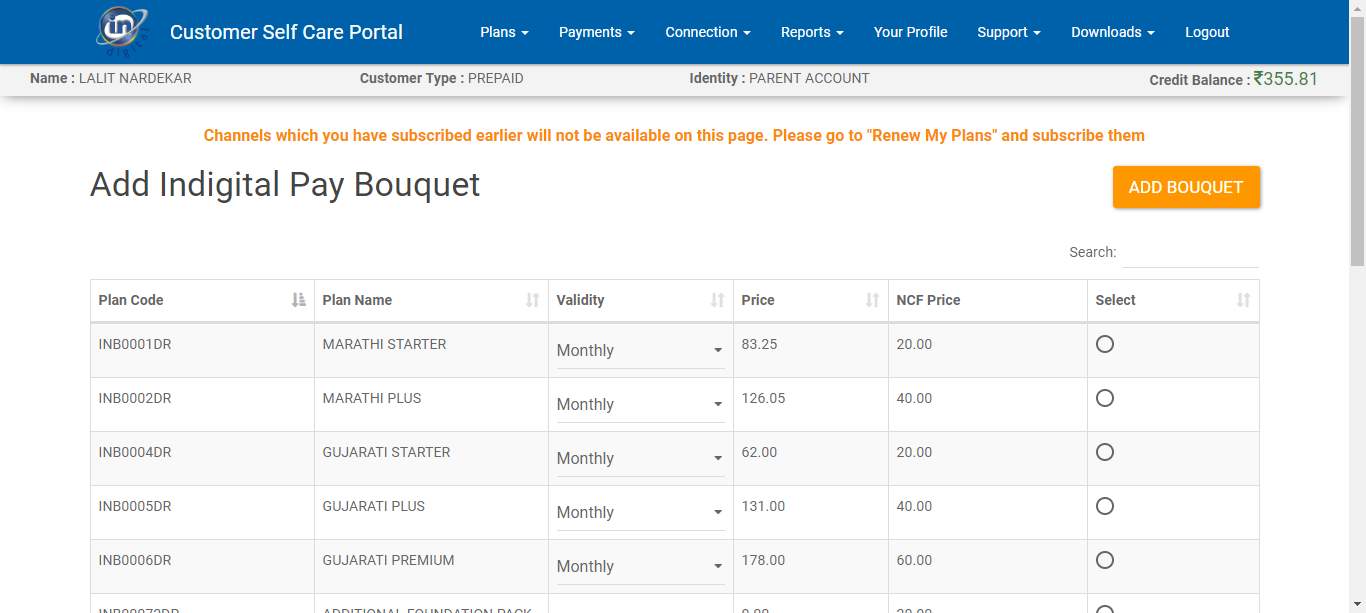 in
digital
Customer Self Care Portal
Plans Payments Connection Reports Your Profile Support Downloads Logout
Name : LALIT NARDEKAR Customer Type : PREPAID Identity : PARENT ACCOUNT Credit Balance : ₹355.81
Channels which you have subscribed earlier will not be available on this page. Please go to "Renew My Plans" and subscribe them
Add Indigital Pay Bouquet ADD BOUQUET
Search:
Plan Code Plan Name Validity Price NCF Price Select
INB0001DR MARATHI STARTER Monthly 83.25 20.00
INB0002DR MARATHI PLUS Monthly 126.05 40.00
INB0004DR GUJARATI STARTER Monthly 62.00 20.00
INB0005DR GUJARATI PLUS Monthly 131.00 40.00
INB0006DR GUJARATI PREMIUM Monthly 178.00 60.00
ADDITIONAL FOUNDATION PACK